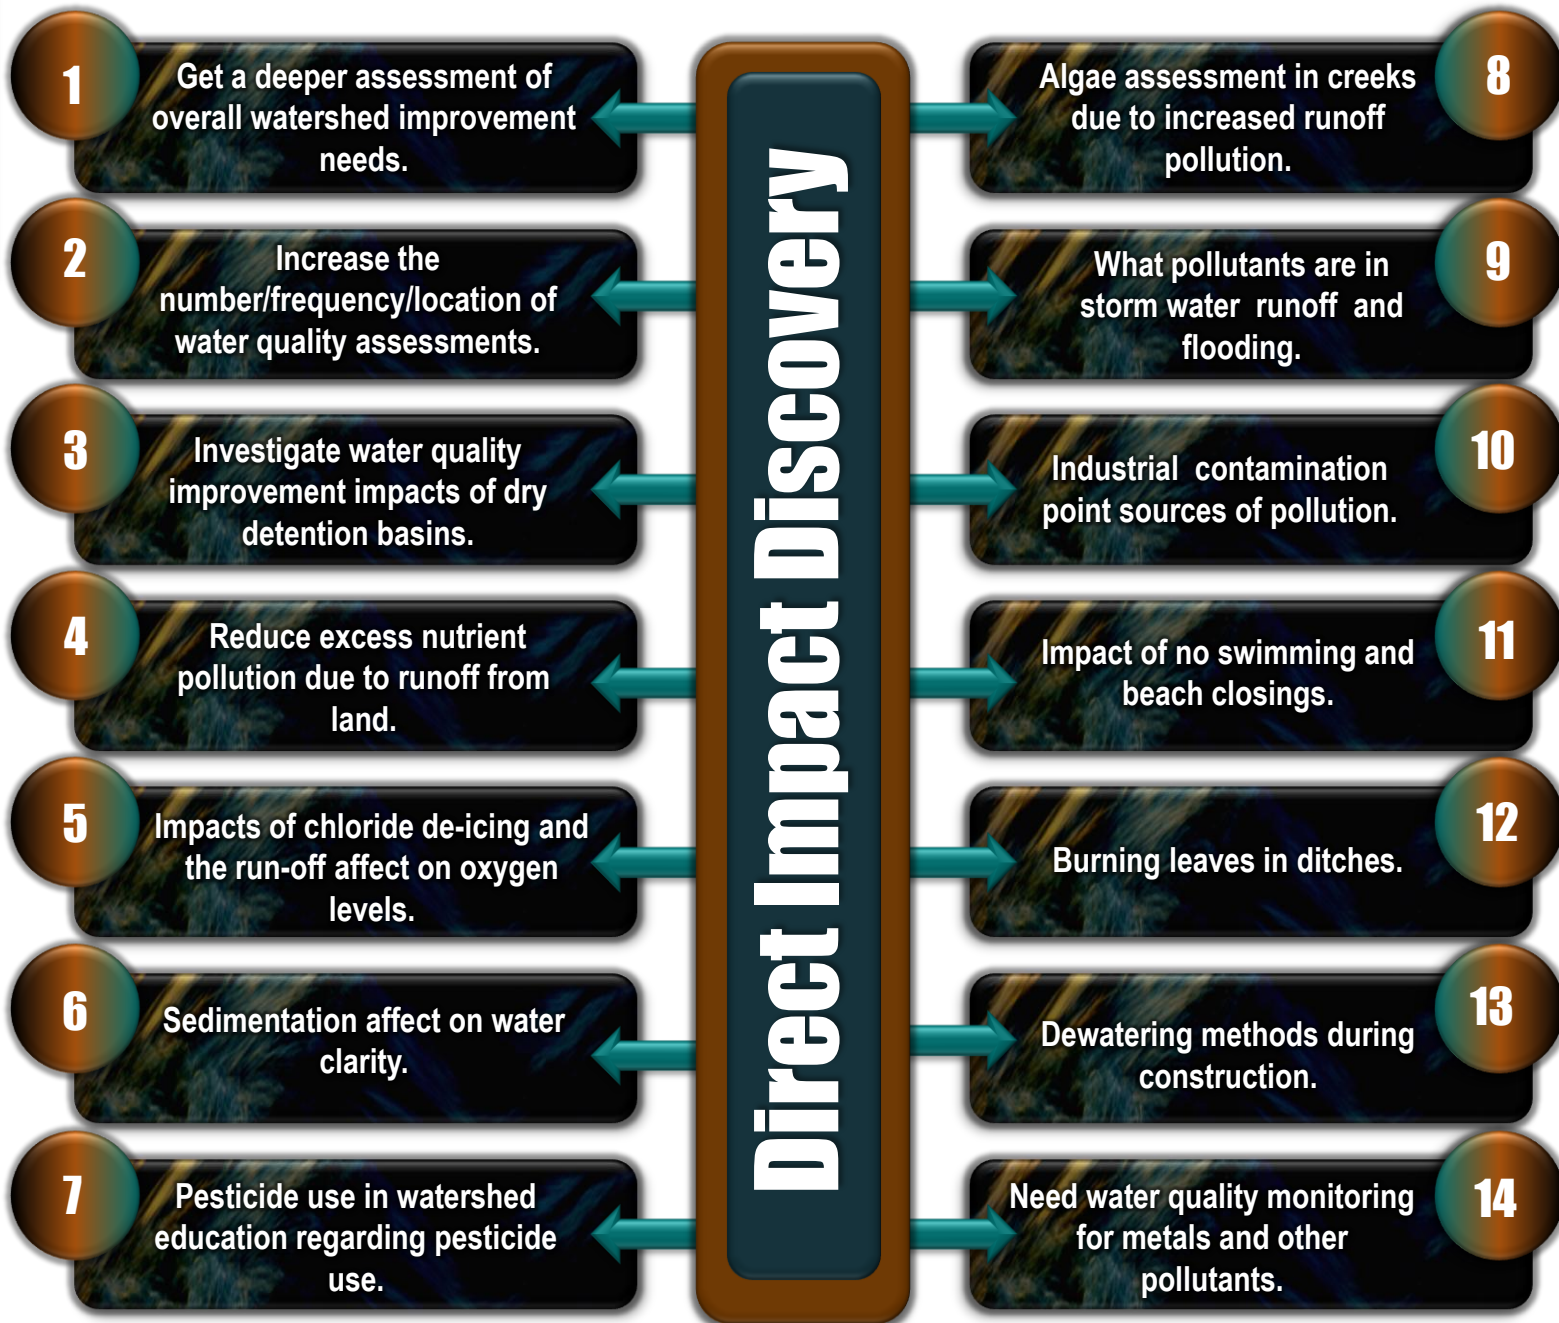 1
Get a deeper assessment of
overall watershed improvement
needs.
2
Increase the
number/frequency/location of
water quality assessments.
3
Investigate water quality
improvement impacts of dry
detention basins.
4
Reduce excess nutrient
pollution due to runoff from
land.
5
Impacts of chloride de-icing and
the run-off affect on oxygen
levels.
6
Sedimentation affect on water
clarity.
7
Pesticide use in watershed
education regarding pesticide
use.
Direct Impact Discovery
8
Algae assessment in creeks
due to increased runoff
pollution.
9
What pollutants are in
storm water runoff and
flooding.
10
Industrial contamination
point sources of pollution.
11
Impact of no swimming and
beach closings.
12
Burning leaves in ditches.
13
Dewatering methods during
construction.
14
Need water quality monitoring
for metals and other
pollutants.